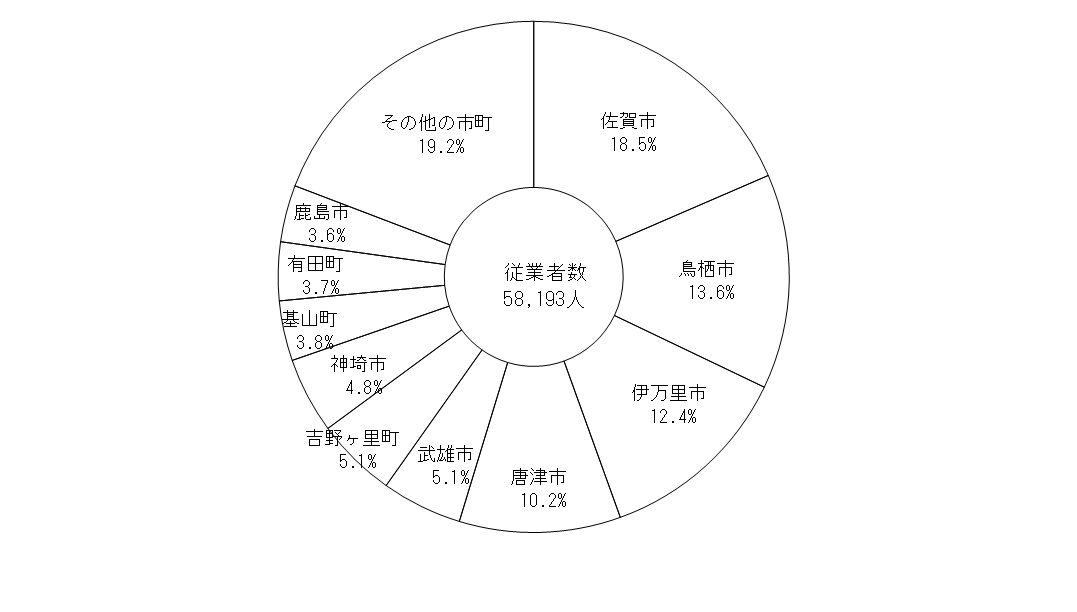 その他の市町
19.2%
佐賀市
18.5%
鹿島市
3.6%
有田町
3.7%
基山町
3.8%
神埼市
4.8%
吉野ヶ里町
5.1%
武雄市
5.1%
唐津市
10.2%
伊万里市
12.4%
鳥栖市
13.6%
従業者数
58,193人